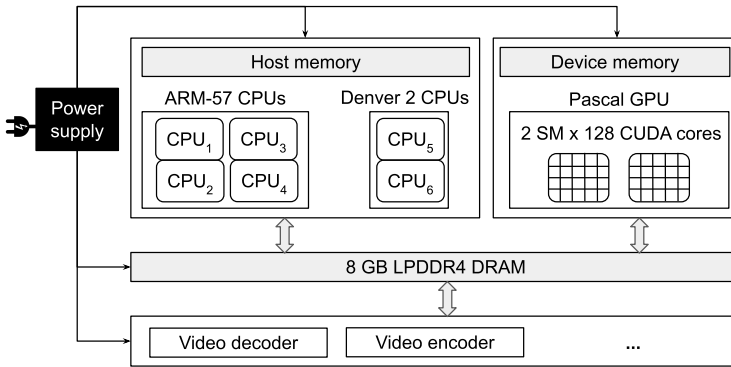 Host memory
Device memory
Power
supply
ARM-57 CPUs
Denver 2 CPUs
Pascal GPU
CPU1
CPU3
CPU5
2 SM x 128 CUDA cores
CPU2
CPU4
CPU6
8 GB LPDDR4 DRAM
Video decoder
Video encoder
...